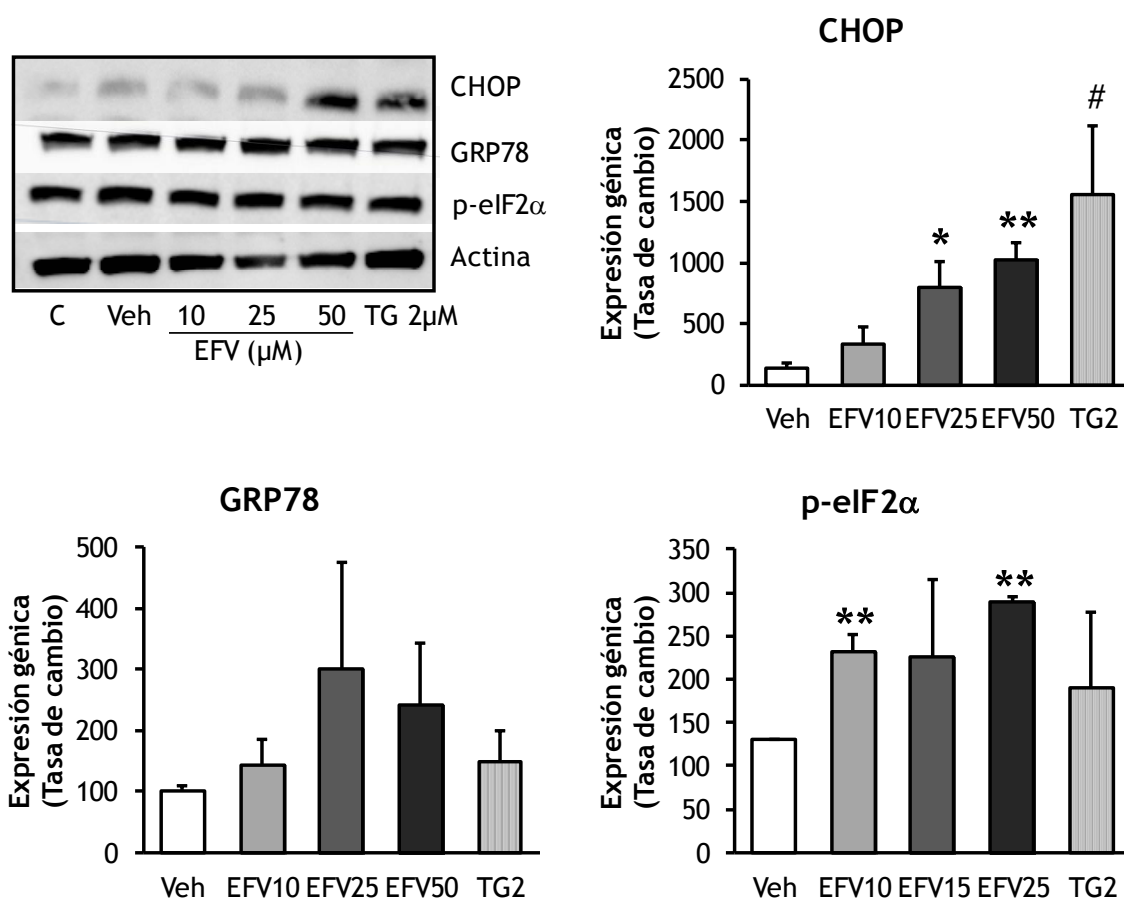 CHOP
GRP78
p-eIF2α
Actina
C Veh 10 25 50 TG 2µM
EFV (µM)
CHOP
Expresión génica
(Tasa de cambio)
2500
2000
1500
1000
500
0
*
**
#
Veh EFV10 EFV25 EFV50 TG2
GRP78
Expresión génica
(Tasa de cambio)
500
400
300
200
100
0
Veh EFV10 EFV25 EFV50 TG2
p-eIF2α
Expresión génica
(Tasa de cambio)
350
300
250
200
150
100
50
0
**
**
Veh EFV10 EFV15 EFV25 TG2